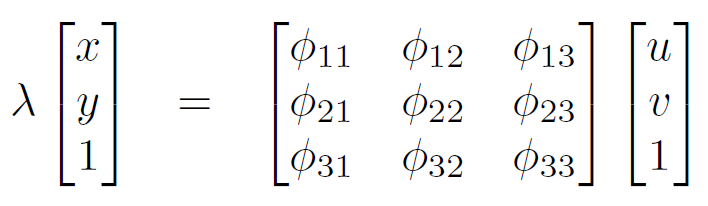 x ϕ11 ϕ12 ϕ13 u
λ y = ϕ21 ϕ22 ϕ23 v
1 ϕ31 ϕ32 ϕ33 1